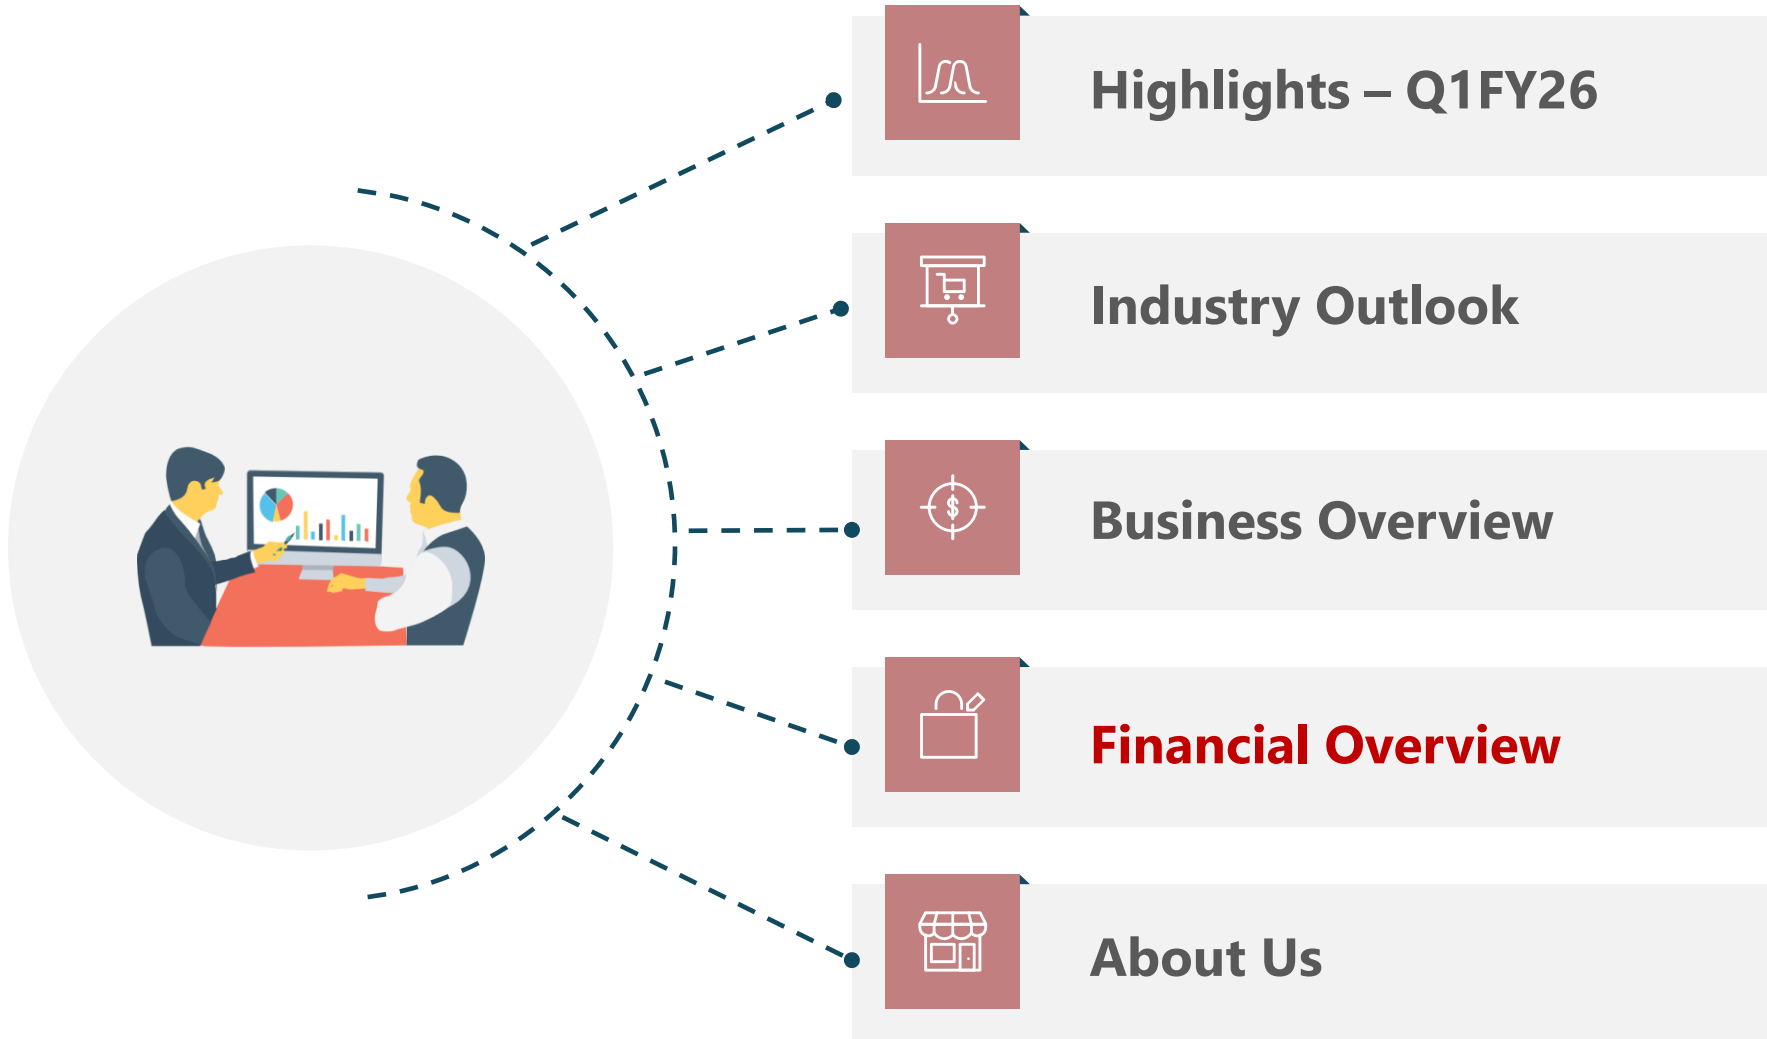 Highlights – Q1FY26
Industry Outlook
Business Overview
Financial Overview
About Us